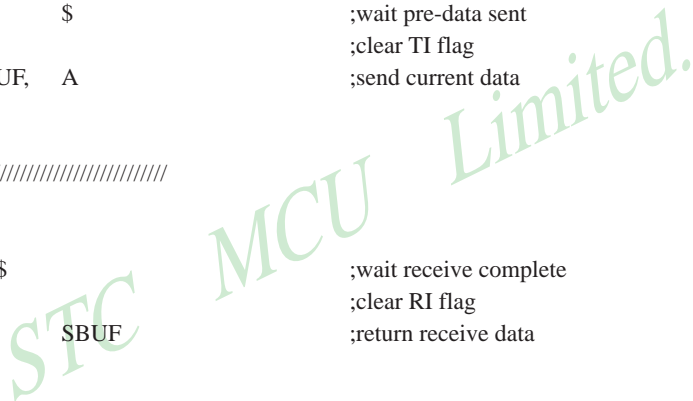 $ ;wait pre-data sent
;clear TI flag
UF, A ;send current data
////////////////////////
$ ;wait receive complete
;clear RI flag
SBUF ;return receive data
STC MCU Limited.